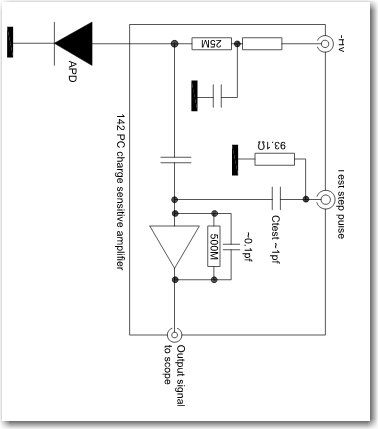 -Hv
25M
APD
93.1Ω
Test step pulse
142 PC charge sensitive amplifier
Ctest ~1pf
~0.1pf
500M
Output signal
to scope